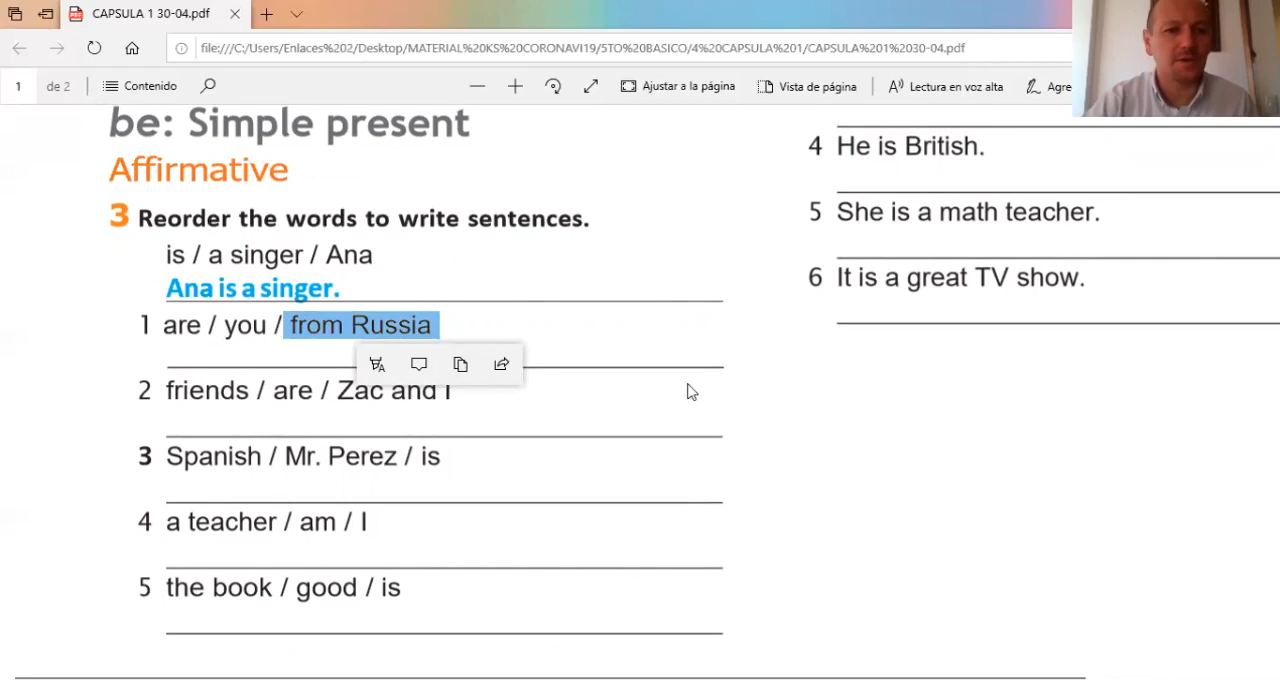 CAPSULA 1 30-04.pdf
file:///C:/Users/Enlaces%202/Desktop/MATERIAL%20KS%20CORONAVI19/5TO%20BASICO/4%20CAPSULA%201/CAPSULA%201%2030-04.pdf
1 de 2 Contenido Ajustar a la página Vista de página Lectura en voz alta Agre
be: Simple present
Affirmative
3 Reorder the words to write sentences.
is / a singer / Ana
Ana is a singer.
1 are / you / from Russia
2 friends / are / Zac and I
3 Spanish / Mr. Perez / is
4 a teacher / am / I
5 the book / good / is
4 He is British.
5 She is a math teacher.
6 It is a great TV show.